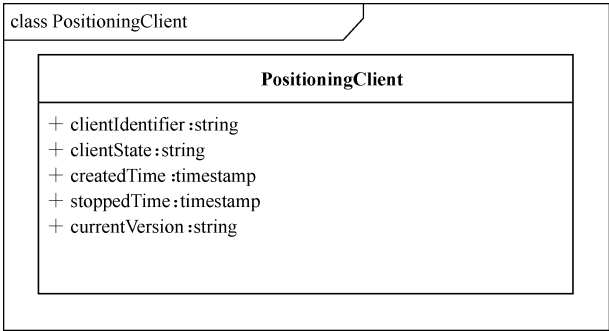 class PositioningClient
PositioningClient
+ clientIdentifier:string
+ clientState:string
+ createdTime:timestamp
+ stoppedTime:timestamp
+ currentVersion:string